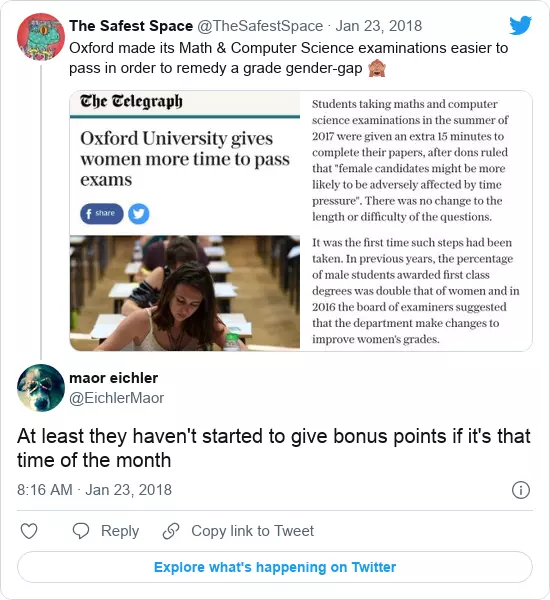 The Safest Space @TheSafestSpace · Jan 23, 2018
Oxford made its Math & Computer Science examinations easier to
pass in order to remedy a grade gender-gap 🙈
The Telegraph
Oxford University gives
women more time to pass
exams
f share
Students taking maths and computer
science examinations in the summer of
2017 were given an extra 15 minutes to
complete their papers, after dons ruled
that "female candidates might be more
likely to be adversely affected by time
pressure". There was no change to the
length or difficulty of the questions.
It was the first time such steps had been
taken. In previous years, the percentage
of male students awarded first class
degrees was double that of women and in
2016 the board of examiners suggested
that the department make changes to
improve women's grades.
maor eichler
@EichlerMaor
At least they haven't started to give bonus points if it's that
time of the month
8:16 AM · Jan 23, 2018
Reply
Copy link to Tweet
Explore what's happening on Twitter